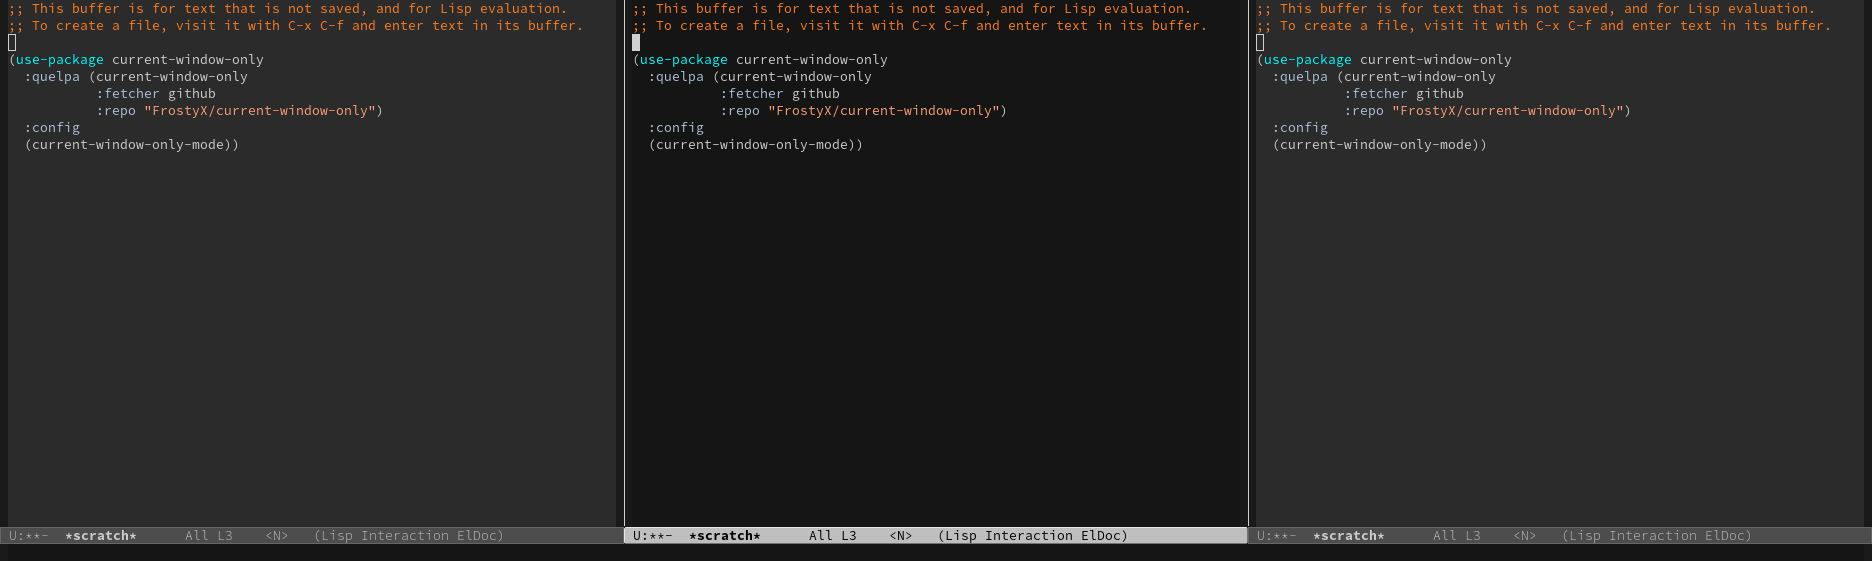 ;; This buffer is for text that is not saved, and for Lisp evaluation.
;; To create a file, visit it with C-x C-f and enter text in its buffer.
(use-package current-window-only
  :quelpa (current-window-only
           :fetcher github
           :repo "FrostyX/current-window-only")
  :config
  (current-window-only-mode))
U:**-  *scratch*      All L3    <N>   (Lisp Interaction ElDoc)
;; This buffer is for text that is not saved, and for Lisp evaluation.
;; To create a file, visit it with C-x C-f and enter text in its buffer.
(use-package current-window-only
  :quelpa (current-window-only
           :fetcher github
           :repo "FrostyX/current-window-only")
  :config
  (current-window-only-mode))
U:**-  *scratch*      All L3    <N>   (Lisp Interaction ElDoc)
;; This buffer is for text that is not saved, and for Lisp evaluation.
;; To create a file, visit it with C-x C-f and enter text in its buffer.
(use-package current-window-only
  :quelpa (current-window-only
           :fetcher github
           :repo "FrostyX/current-window-only")
  :config
  (current-window-only-mode))
U:**-  *scratch*      All L3    <N>   (Lisp Interaction ElDoc)